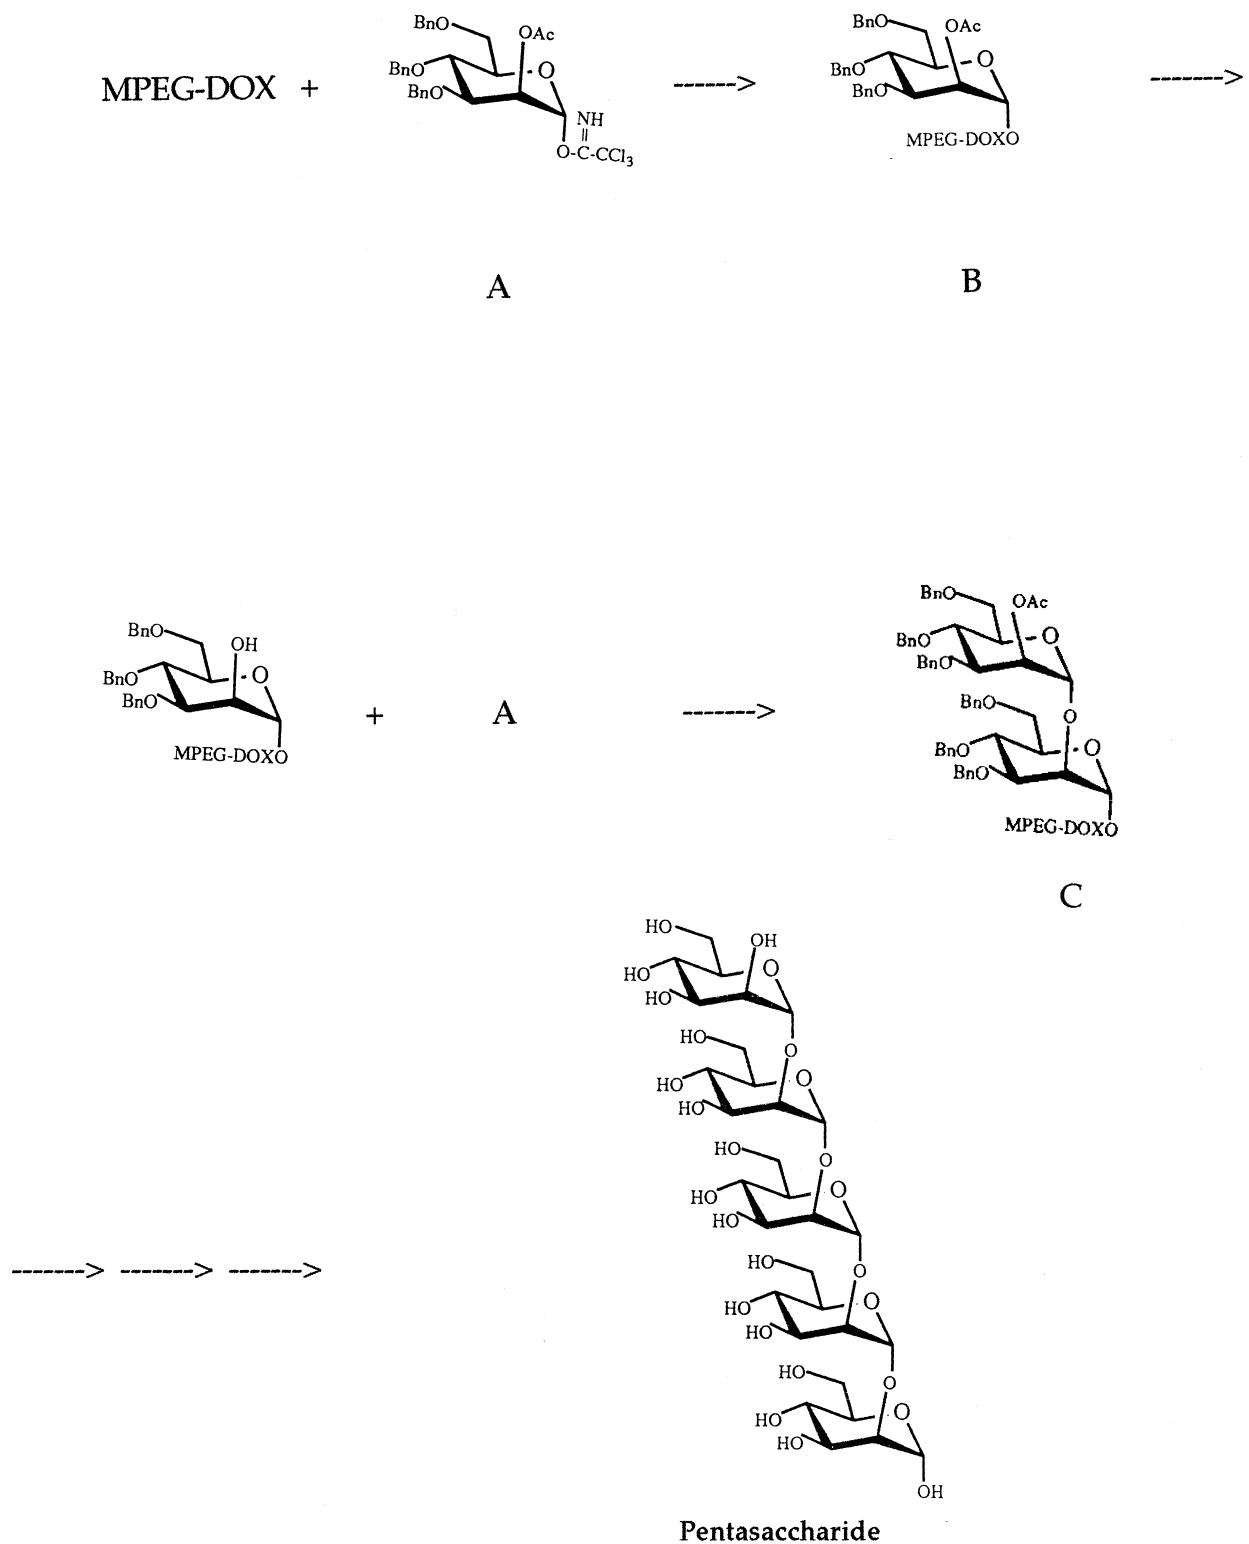 BnO
OAc
BnO
O
BnO
MPEG-DOX +
NH
O-C-CCl3
------->
BnO
OAc
BnO
O
BnO
MPEG-DOXO
------->
A
B
BnO
OH
BnO
O
BnO
MPEG-DOXO
+
A
------->
BnO
OAc
BnO
O
BnO
O
BnO
O
BnO
BnO
MPEG-DOXO
C
HO
OH
HO
O
HO
O
HO
O
HO
HO
O
HO
O
HO
HO
O
HO
O
HO
HO
O
HO
O
HO
HO
OH
-------> -------> ------->
Pentasaccharide